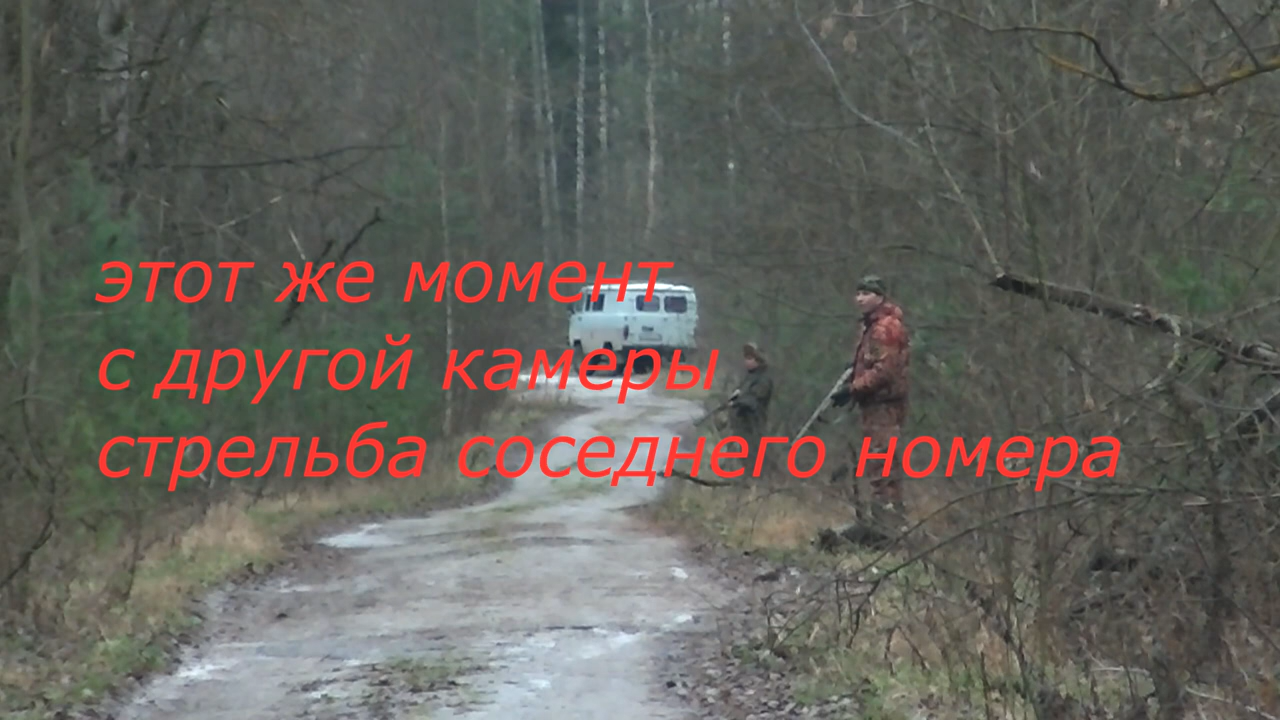 этот же момент
с другой камеры
стрельба соседнего номера